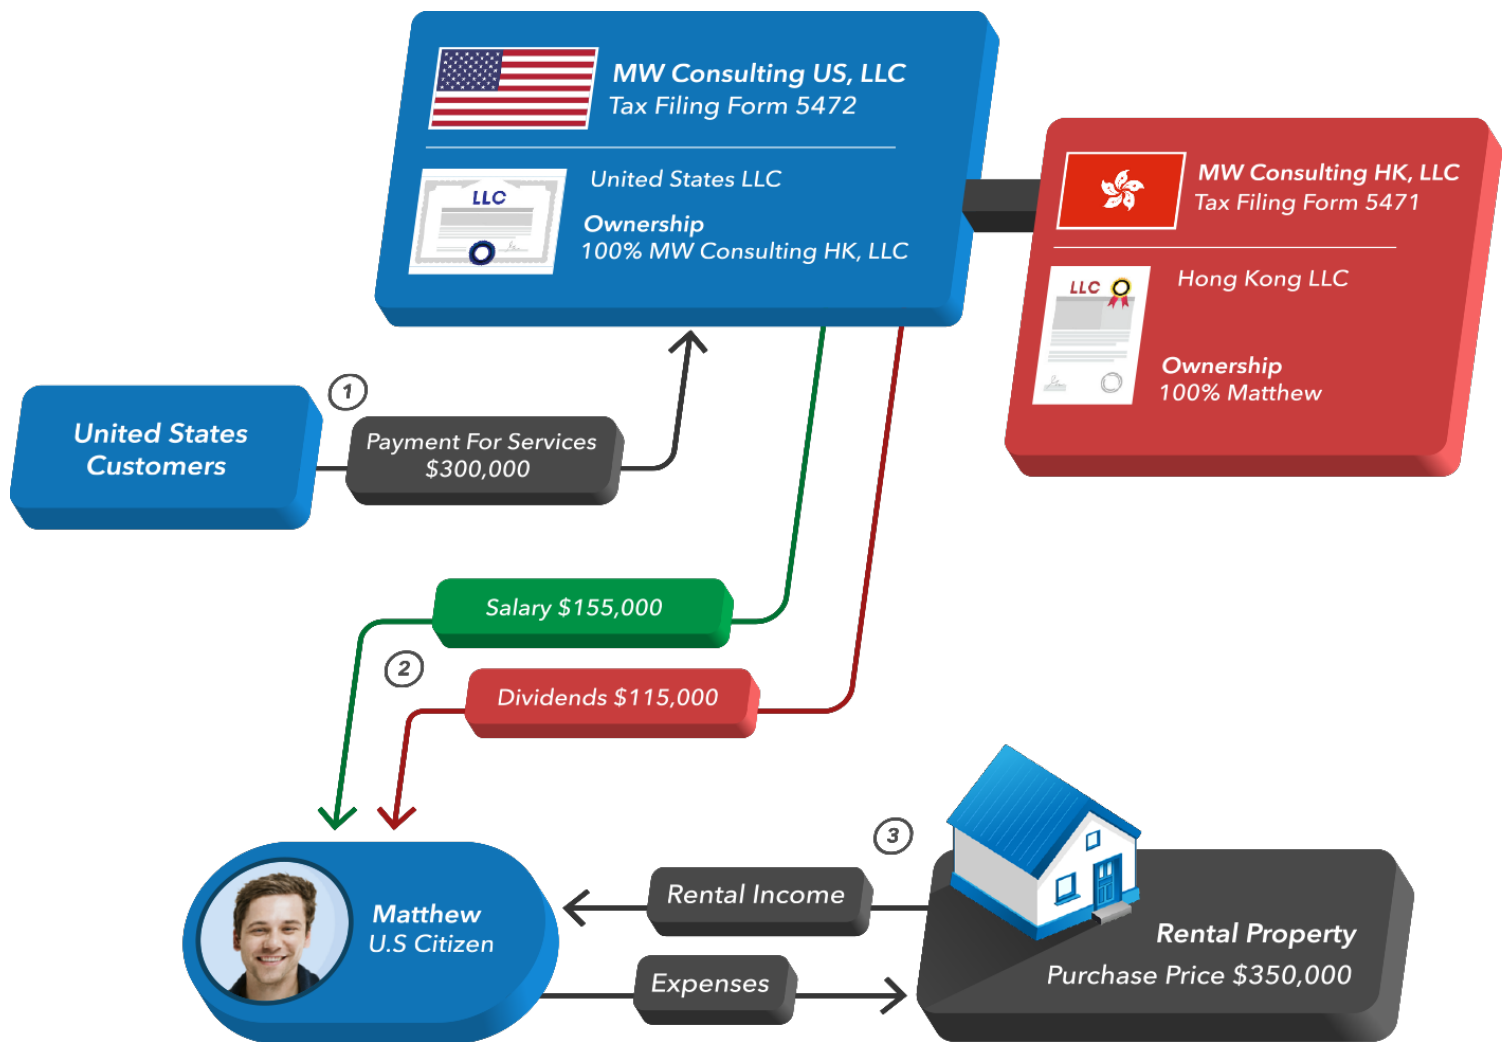 MW Consulting US, LLC
Tax Filing Form 5472
LLC
United States LLC
Ownership
100% MW Consulting HK, LLC
MW Consulting HK, LLC
Tax Filing Form 5471
LLC
Hong Kong LLC
Ownership
100% Matthew
United States
Customers
1
Payment For Services
$300,000
Salary $155,000
2
Dividends $115,000
3
Matthew
U.S Citizen
Rental Income
Expenses
Rental Property
Purchase Price $350,000